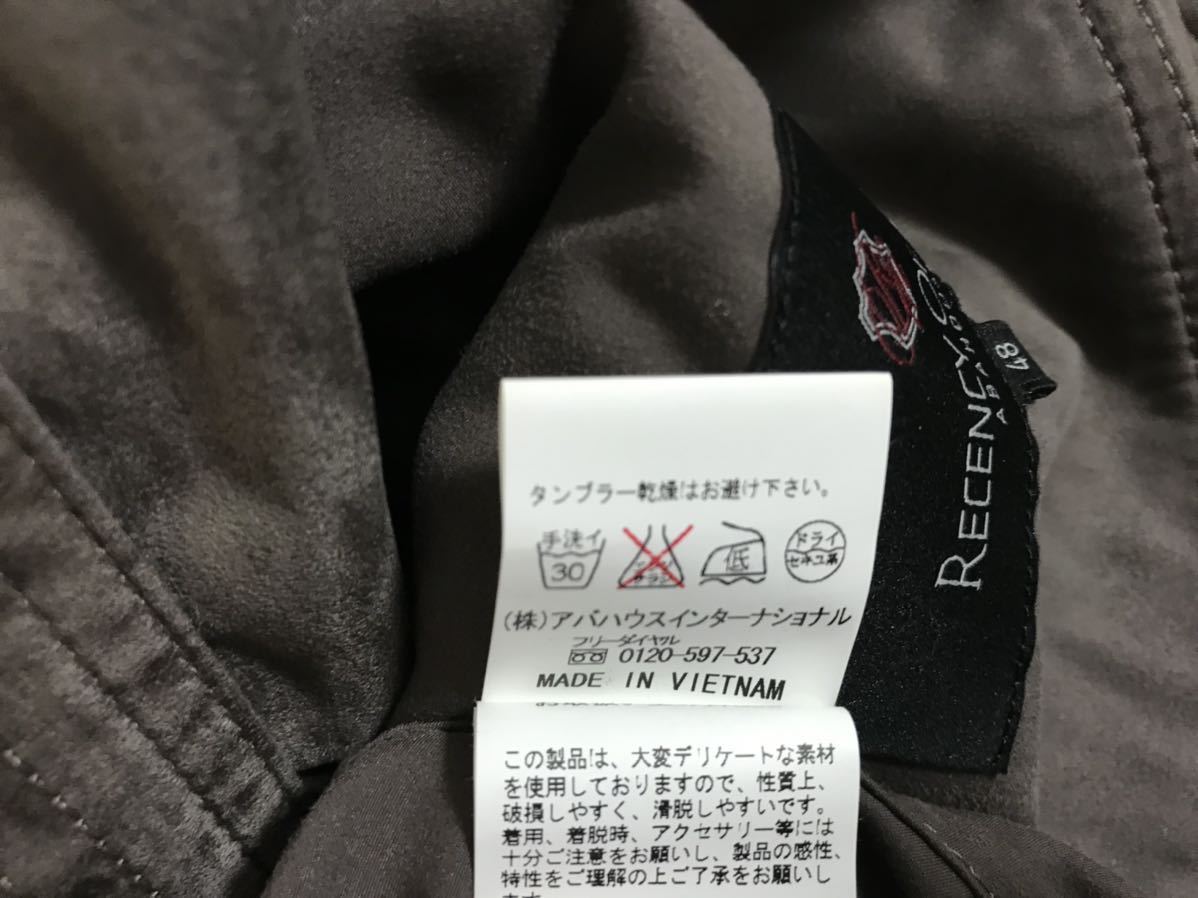 RECENCY
48
タンブラー乾燥はお避け下さい。
手洗イ
30
低
ドライ
セキユ系
(株)アバハウスインターナショナル
フリーダイヤル
0120-597-537
MADE IN VIETNAM
この製品は、大変デリケートな素材
を使用しておりますので、性質上、
破損しやすく、滑脱しやすいです。
着用、着脱時、アクセサリー等には
十分ご注意をお願いし、製品の感性、
特性をご理解の上ご了承をお願いし
ます